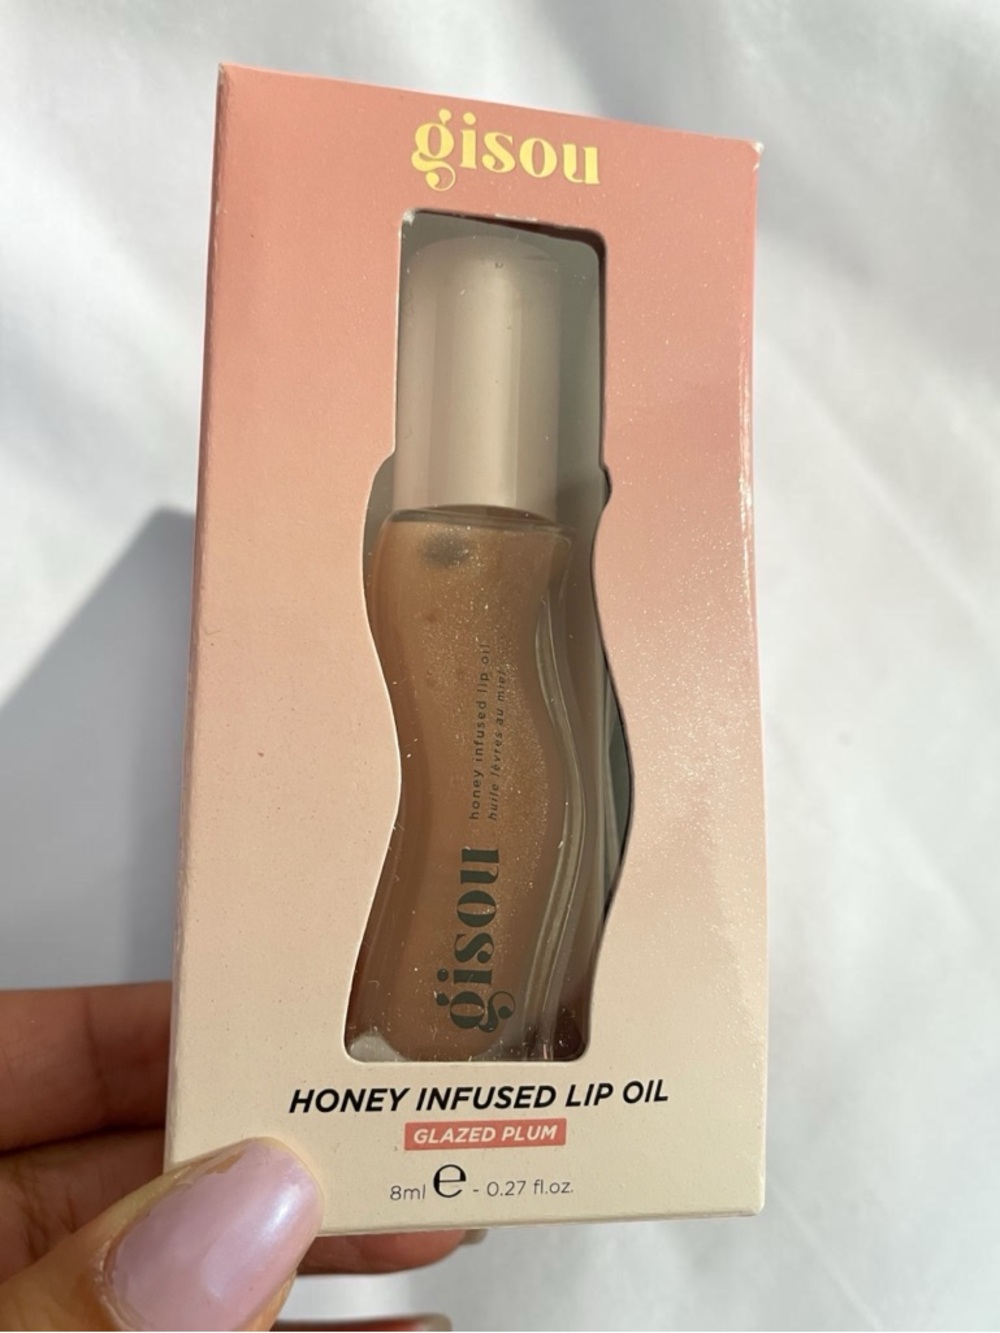 gisou
honey infused lip oil
huile lèvres au miel
gisou
HONEY INFUSED LIP OIL
GLAZED PLUM
8ml e - 0.27 fl.oz.